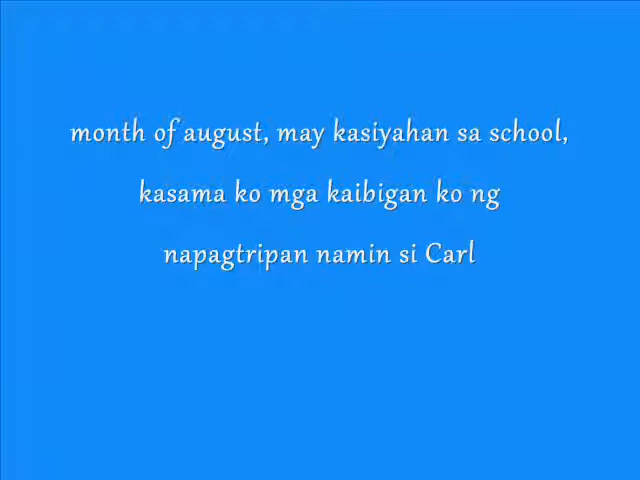 month of august, may kasiyahan sa school,
kasama ko mga kaibigan ko ng
napagtripan namin si Carl